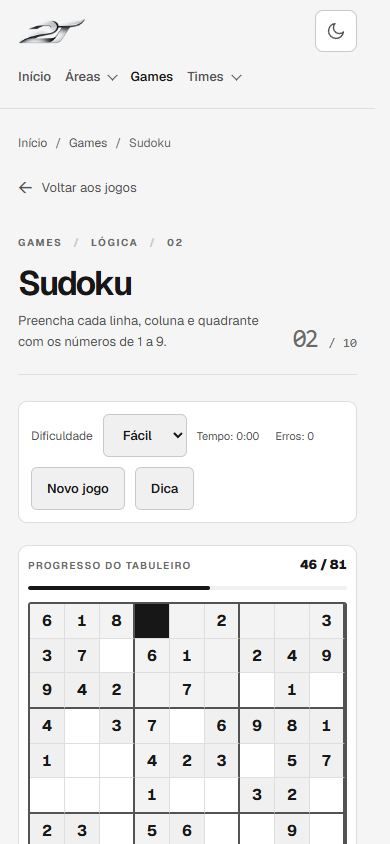 Início Áreas Games Times
Início / Games / Sudoku
← Voltar aos jogos
GAMES / LÓGICA / 02
Sudoku
Preencha cada linha, coluna e quadrante
com os números de 1 a 9.
02 / 10
Dificuldade Fácil Tempo: 0:00 Erros: 0
Novo jogo Dica
PROGRESSO DO TABULEIRO 46 / 81
6 1 8 2 3
3 7 6 1 2 4 9
9 4 2 7 1
4 3 7 6 9 8 1
1 4 2 3 5 7
1 3 2
2 3 5 6 9